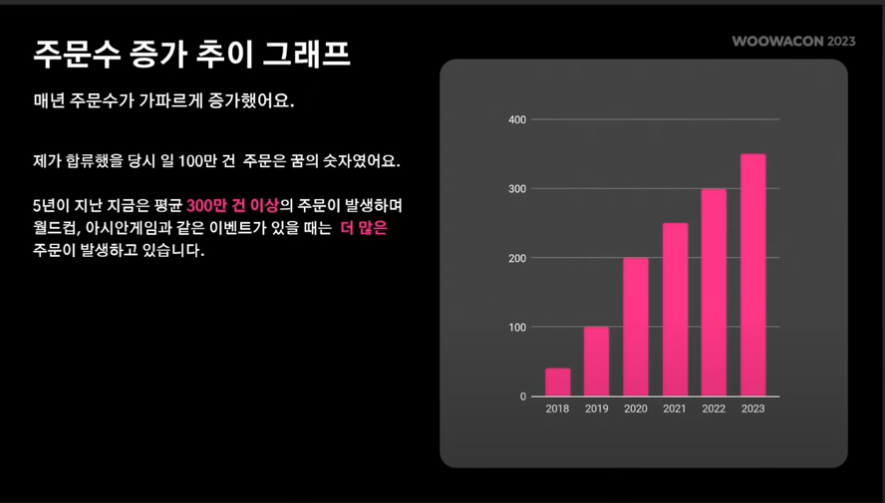 WOOWACON 2023
주문수 증가 추이 그래프
매년 주문수가 가파르게 증가했어요.
제가 합류했을 당시 일 100만 건 주문은 꿈의 숫자였어요.
5년이 지난 지금은 평균 300만 건 이상의 주문이 발생하며
월드컵, 아시안게임과 같은 이벤트가 있을 때는 더 많은
주문이 발생하고 있습니다.
400
300
200
100
0
2018 2019 2020 2021 2022 2023